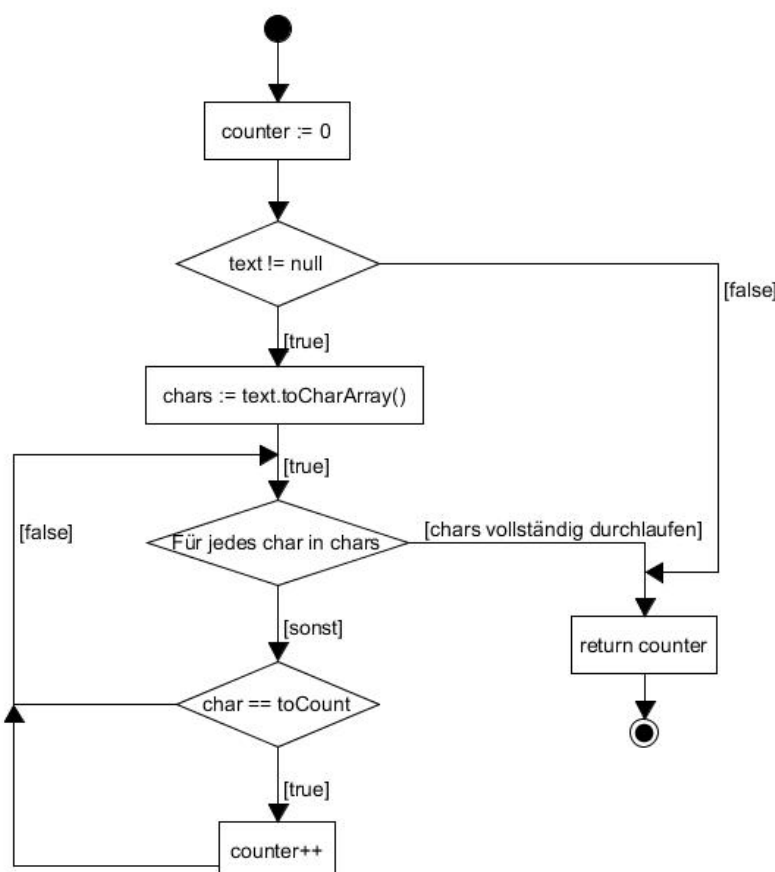 counter := 0
text != null
[false]
[true]
chars := text.toCharArray()
[true]
[false]
Für jedes char in chars
[chars vollständig durchlaufen]
[sonst]
return counter
char == toCount
[true]
counter++